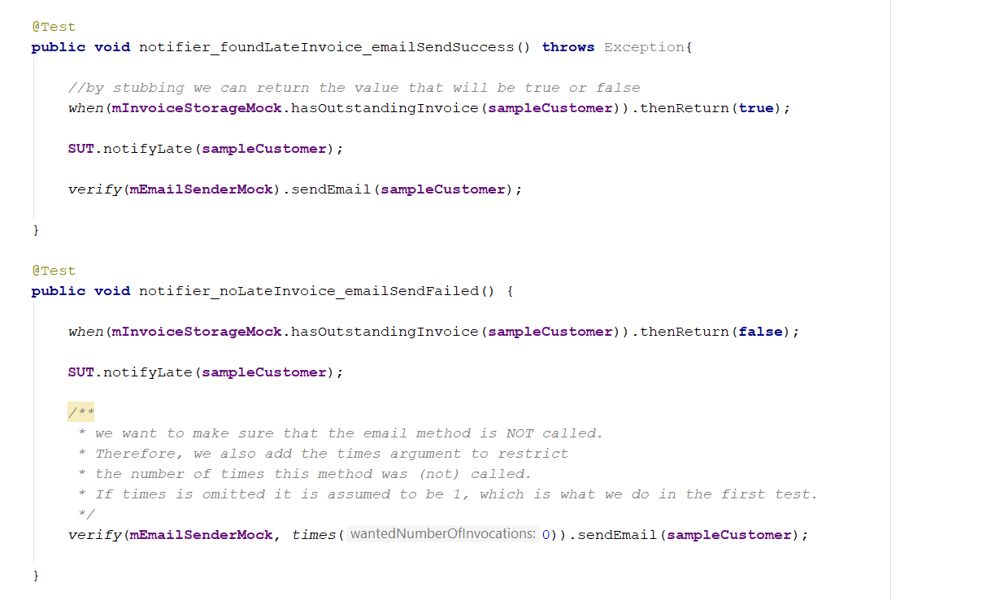 @Test
public void notifier_foundLateInvoice_emailSendSuccess() throws Exception{
//by stubbing we can return the value that will be true or false
when(mInvoiceStorageMock.hasOutstandingInvoice(sampleCustomer)).thenReturn(true);
SUT.notifyLate(sampleCustomer);
verify(mEmailSenderMock).sendEmail(sampleCustomer);
}
@Test
public void notifier_noLateInvoice_emailSendFailed() {
when(mInvoiceStorageMock.hasOutstandingInvoice(sampleCustomer)).thenReturn(false);
SUT.notifyLate(sampleCustomer);
/**
* we want to make sure that the email method is NOT called.
* Therefore, we also add the times argument to restrict
* the number of times this method was (not) called.
* If times is omitted it is assumed to be 1, which is what we do in the first test.
*/
verify(mEmailSenderMock, times( wantedNumberOfInvocations: 0)).sendEmail(sampleCustomer);
}